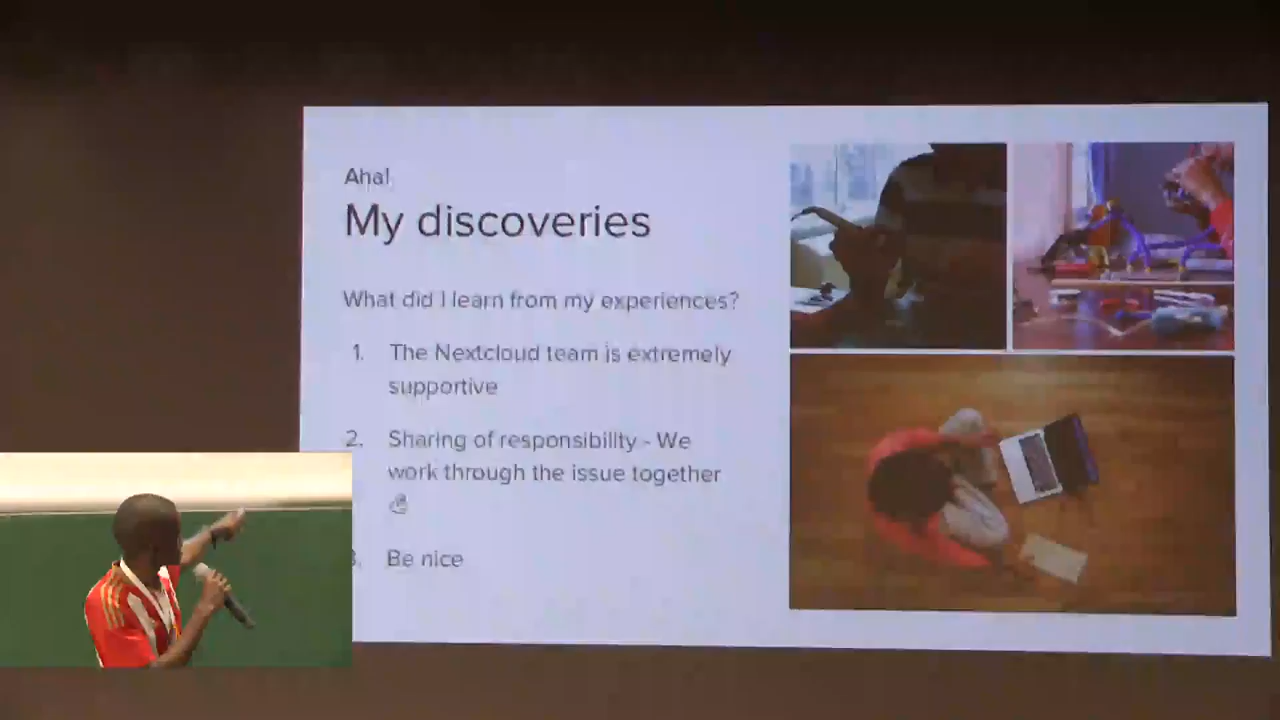 Aha!
My discoveries
What did I learn from my experiences?
1. The Nextcloud team is extremely
supportive
2. Sharing of responsibility - We
work through the issue together
3. Be nice